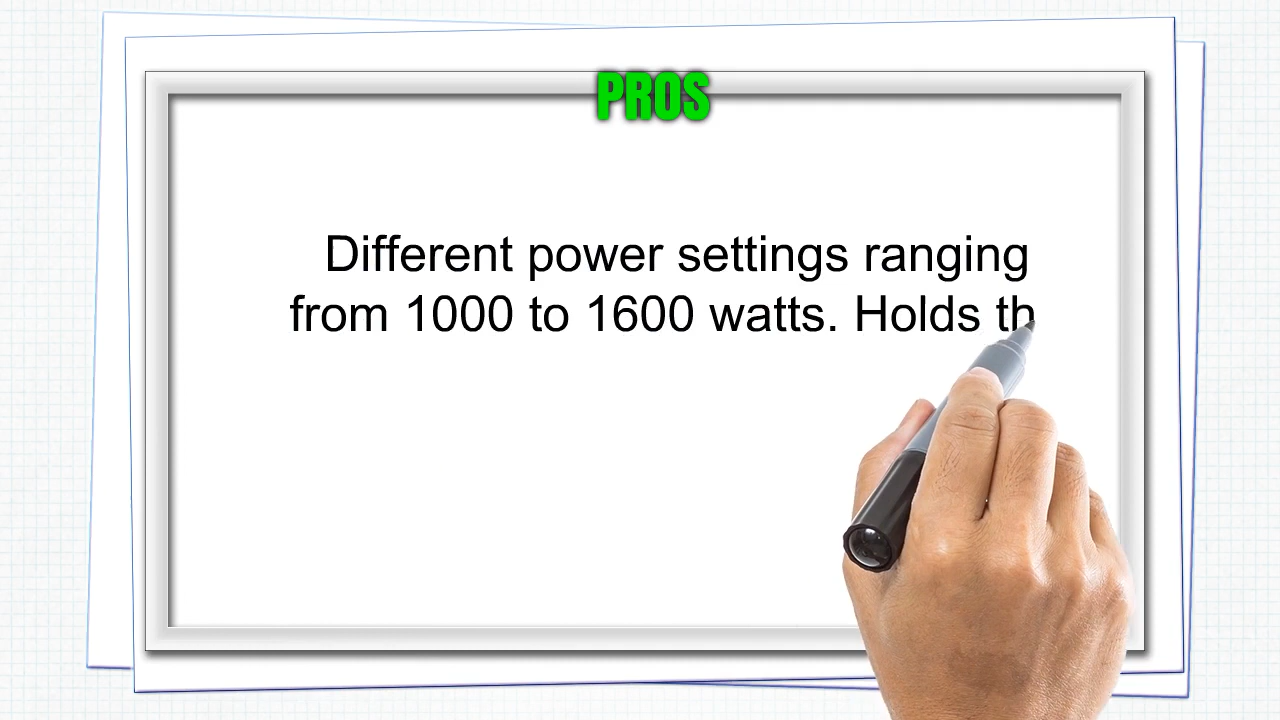 PROS
Different power settings ranging
from 1000 to 1600 watts. Holds th